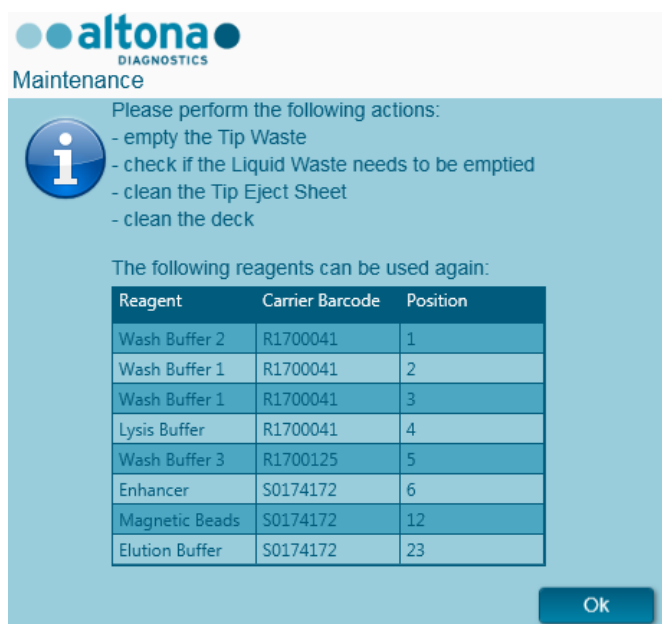 altona
DIAGNOSTICS
Maintenance
Please perform the following actions:
- empty the Tip Waste
- check if the Liquid Waste needs to be emptied
- clean the Tip Eject Sheet
- clean the deck
The following reagents can be used again:
Reagent Carrier Barcode Position
Wash Buffer 2 R1700041 1
Wash Buffer 1 R1700041 2
Wash Buffer 1 R1700041 3
Lysis Buffer R1700041 4
Wash Buffer 3 R1700125 5
Enhancer S0174172 6
Magnetic Beads S0174172 12
Elution Buffer S0174172 23
Ok